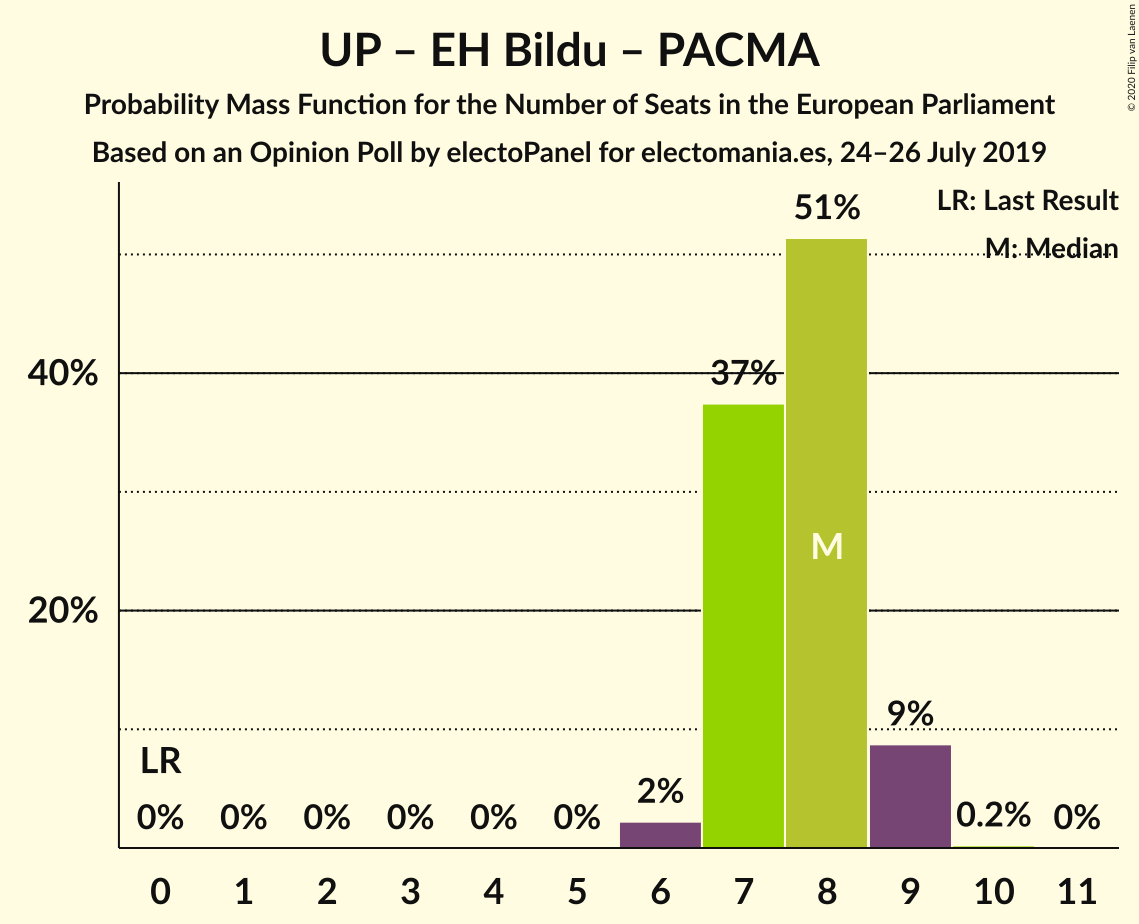 UP – EH Bildu – PACMA
Probability Mass Function for the Number of Seats in the European Parliament
Based on an Opinion Poll by electoPanel for electomania.es, 24–26 July 2019
© 2020 Filip van Laenen
LR: Last Result
M: Median
51%
40%
37%
M
20%
9%
LR
2%
0% 0% 0% 0% 0% 0% 0.2% 0%
0 1 2 3 4 5 6 7 8 9 10 11